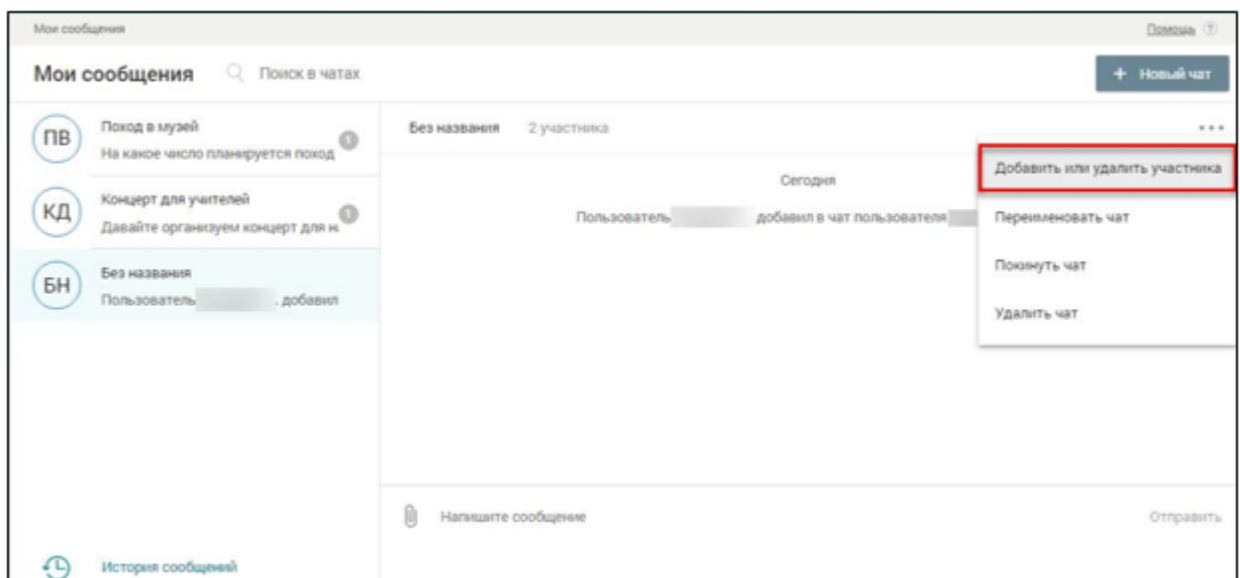 Мои сообщения
Помощь ?
Мои сообщения
Поиск в чатах
+ Новый чат
ПВ
Поход в музей
На какое число планируется поход
1
КД
Концерт для учителей
Давайте организуем концерт для н
1
БН
Без названия
Пользователь . добавил
История сообщений
Без названия 2 участника
Сегодня
Пользователь добавил в чат пользователя
Добавить или удалить участника
Переименовать чат
Покинуть чат
Удалить чат
Напишите сообщение
Отправить